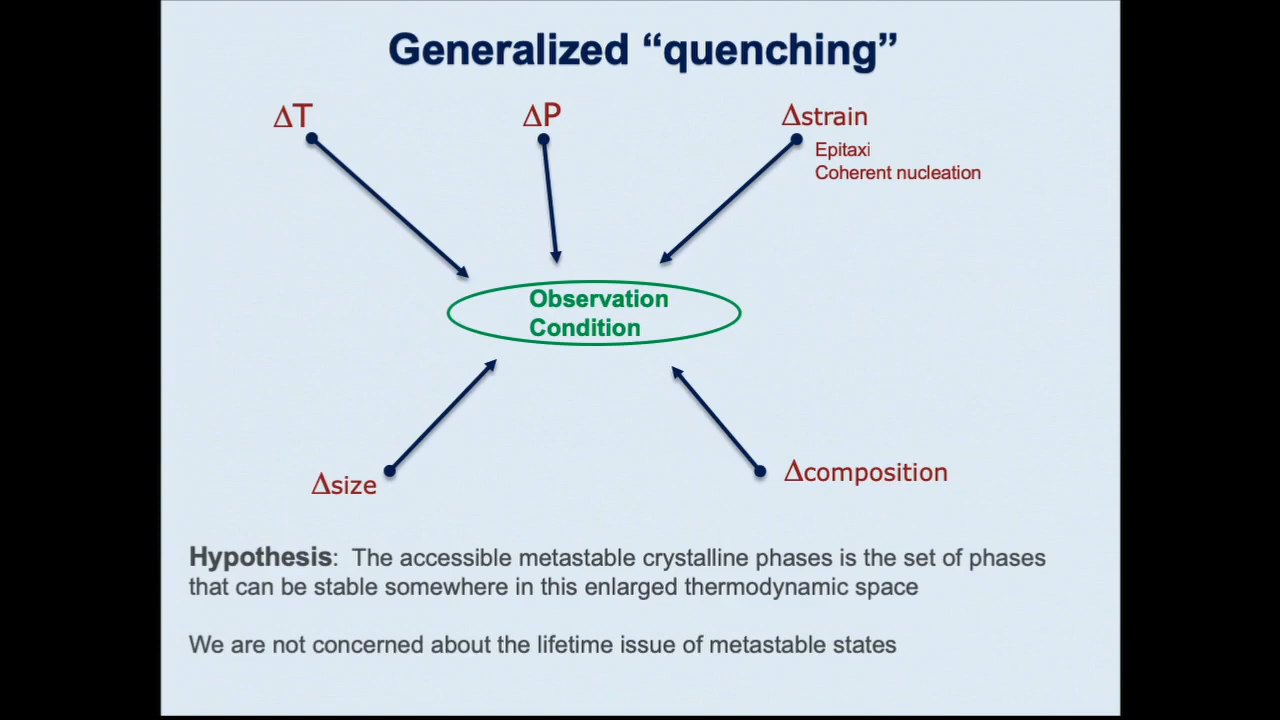 Generalized “quenching”
ΔT
ΔP
Δstrain
Epitaxi
Coherent nucleation
Observation
Condition
Δsize
Δcomposition
Hypothesis: The accessible metastable crystalline phases is the set of phases
that can be stable somewhere in this enlarged thermodynamic space
We are not concerned about the lifetime issue of metastable states